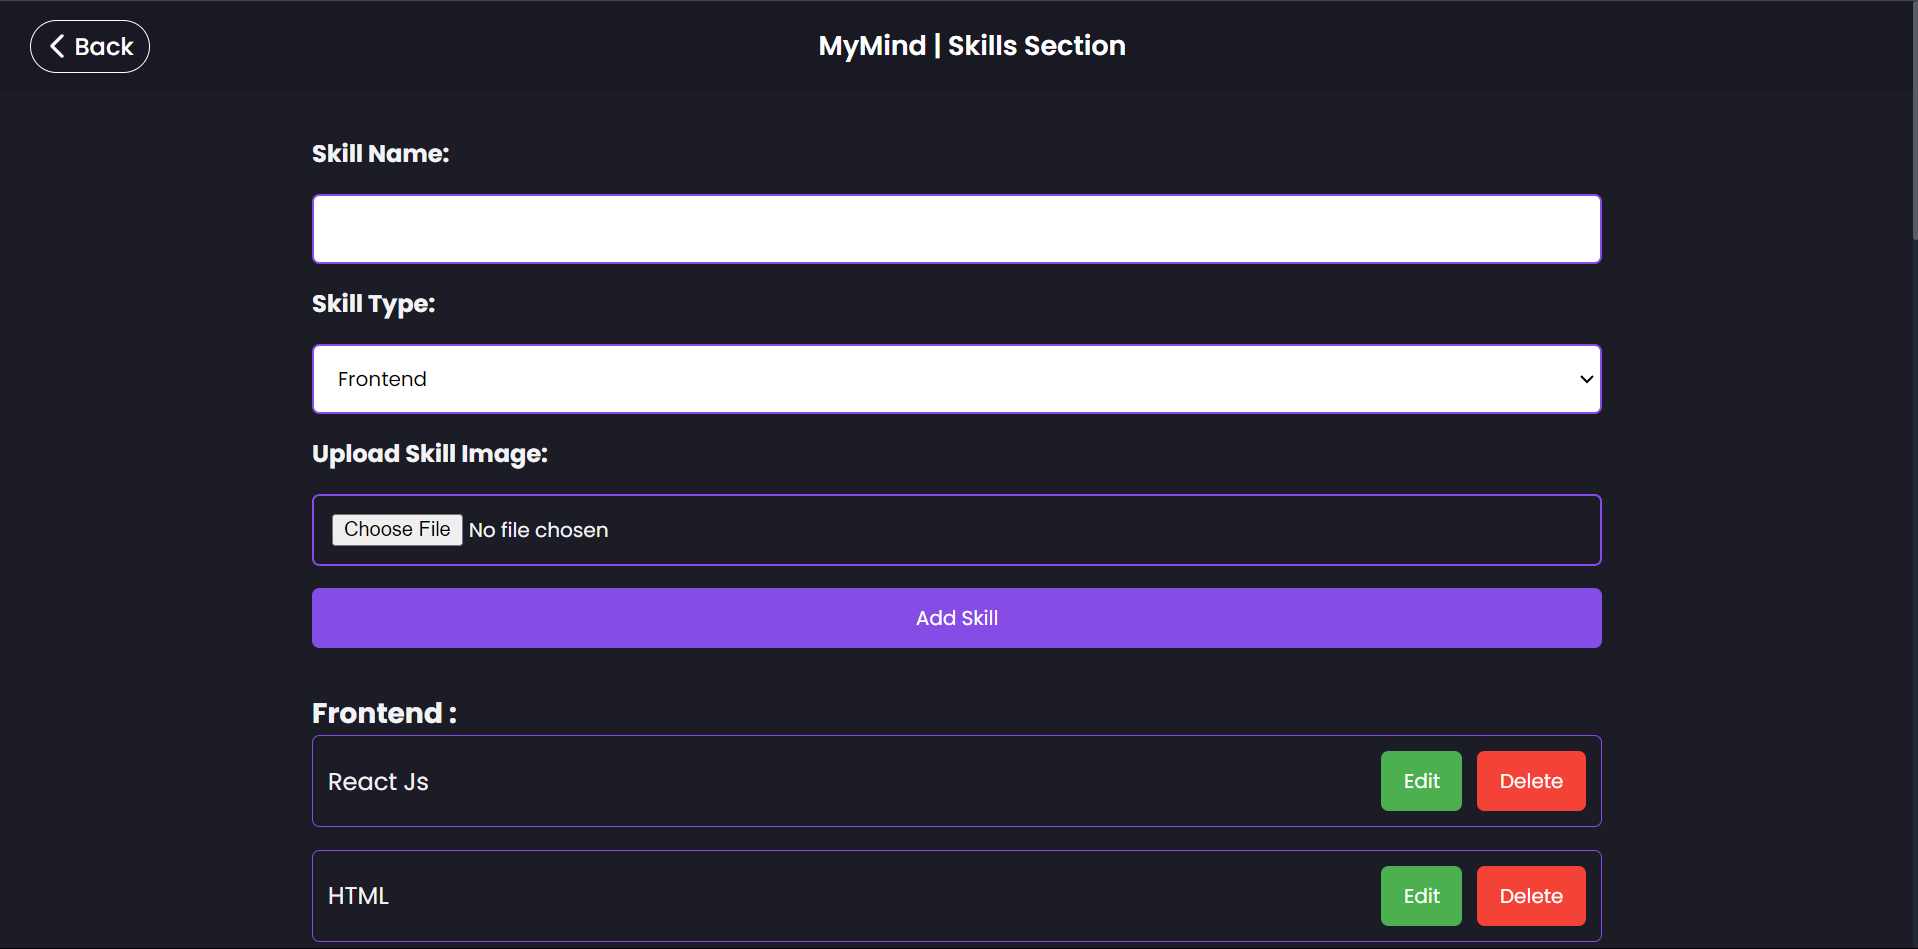 Back
MyMind | Skills Section
Skill Name:
Skill Type:
Frontend
Upload Skill Image:
Choose File No file chosen
Add Skill
Frontend :
React Js Edit Delete
HTML Edit Delete